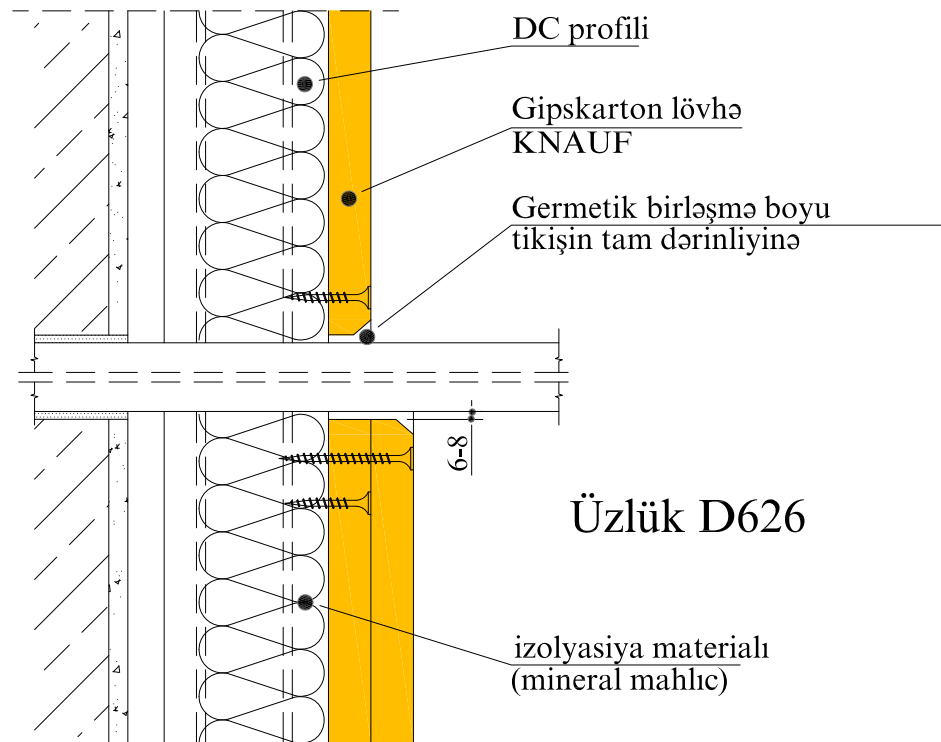 DC profili
Gipskarton lövhə
KNAUF
Germetik birləşmə boyu
tikişin tam dərinliyinə
6-8
Üzlük D626
izolyasiya materialı
(mineral mahlıc)